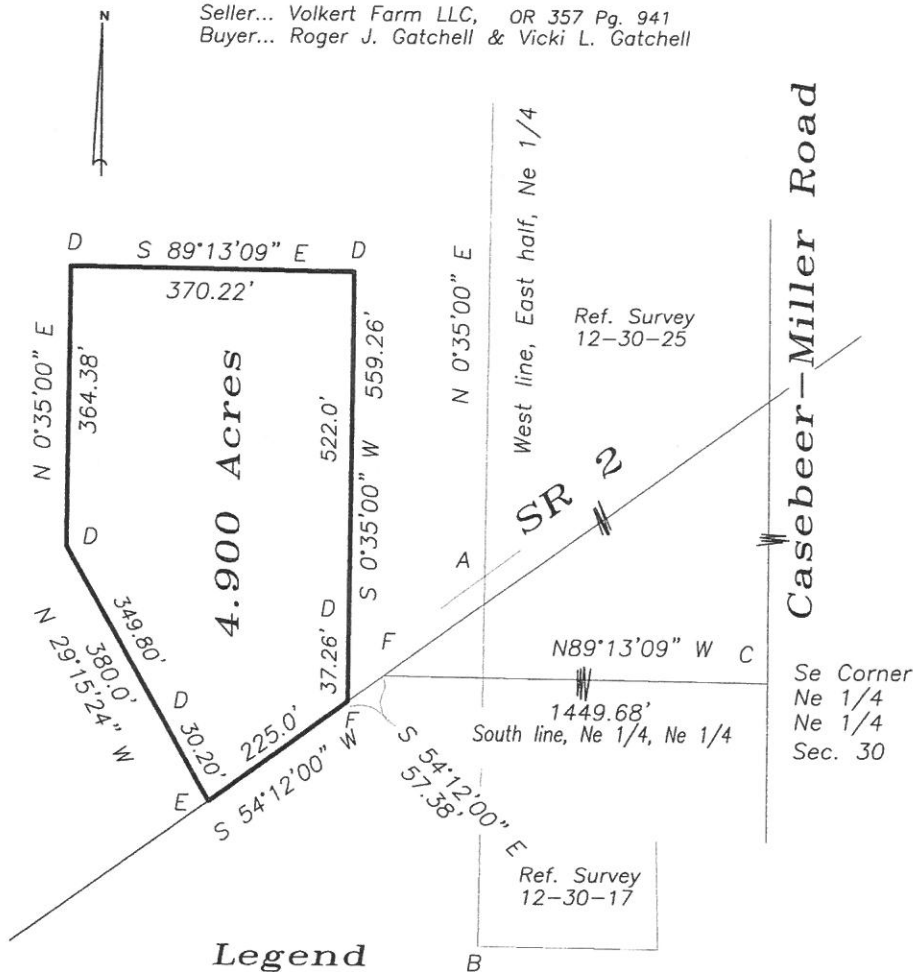 Seller... Volkert Farm LLC, OR 357 Pg. 941
Buyer... Roger J. Gatchell & Vicki L. Gatchell
N
D
S 89°13'09" E
D
370.22'
N 0°35'00" E
364.38'
4.900 Acres
522.0'
559.26'
S 0°35'00" W
N 0°35'00" E
West line, East half, Ne 1/4
Ref. Survey
12-30-25
Casebeer-Miller Road
SR 2
A
D
D
37.26'
F
N89°13'09" W
C
1449.68'
South line, Ne 1/4, Ne 1/4
Se Corner
Ne 1/4
Ne 1/4
Sec. 30
349.80'
380.0'
N 29°15'24" W
D
30.20'
225.0'
F
E
S 54°12'00" W
S 54°12'00" E
57.38'
Ref. Survey
12-30-17
Legend
B